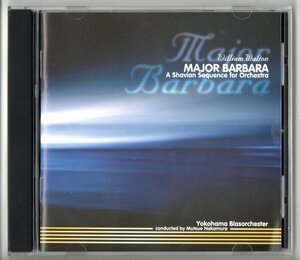 Major
Barbara
William Walton
MAJOR BARBARA
A Shavian Sequence for Orchestra
Yokohama Blasorchester
conducted by Mutsuo Nakamura